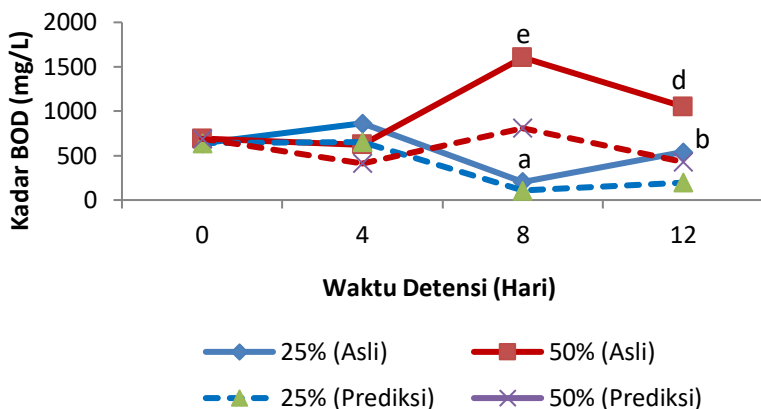 Kadar BOD (mg/L)
2000
1500
1000
500
0
e
d
a
b
0 4 8 12
Waktu Detensi (Hari)
25% (Asli) 50% (Asli)
25% (Prediksi) 50% (Prediksi)